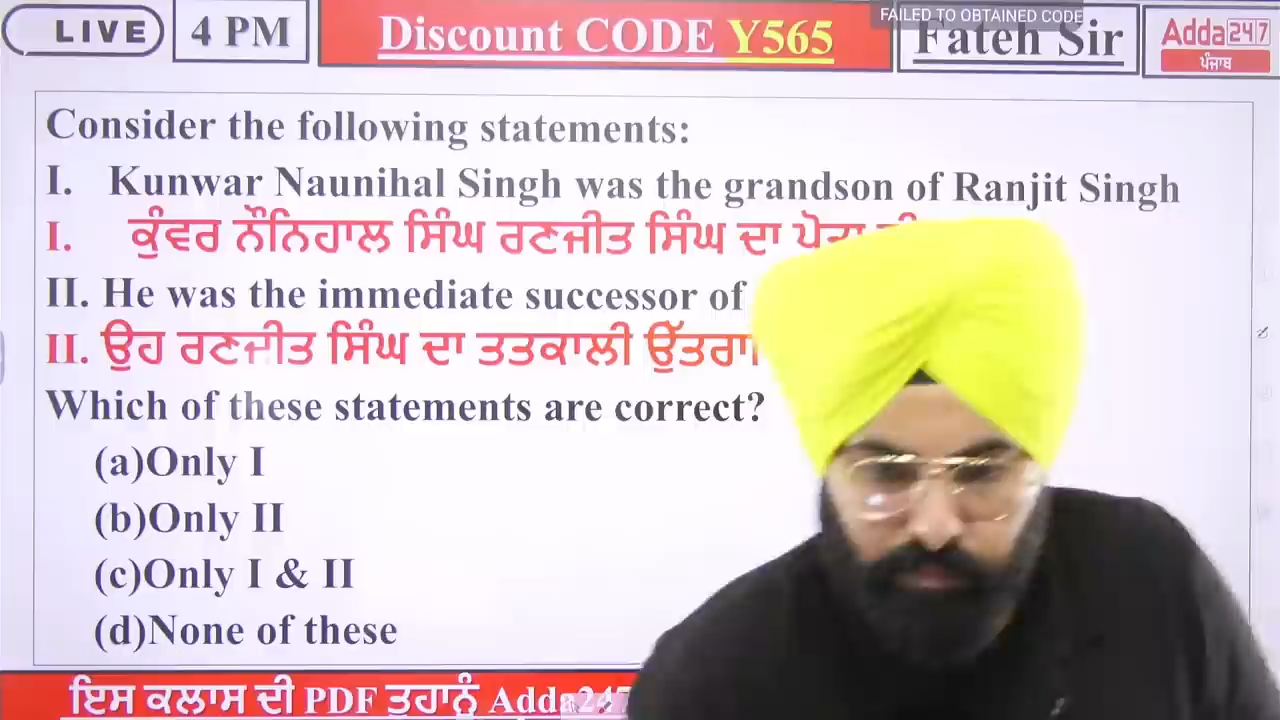 LIVE
4 PM
Discount CODE Y565
FAILED TO OBTAINED CODE
Fateh Sir
Adda247
ਪੰਜਾਬ
Consider the following statements:
I. Kunwar Naunihal Singh was the grandson of Ranjit Singh
I. ਕੁੰਵਰ ਨੌਨਿਹਾਲ ਸਿੰਘ ਰਣਜੀਤ ਸਿੰਘ ਦਾ
II. He was the immediate successor of
II. ਉਹ ਰਣਜੀਤ ਸਿੰਘ ਦਾ ਤਤਕਾਲੀ
Which of these statements are correct?
(a)Only I
(b)Only II
(c)Only I & II
(d)None of these
ਇਸ ਕਲਾਸ ਦੀ PDF ਤੁਹਾਨੂੰ Adda247